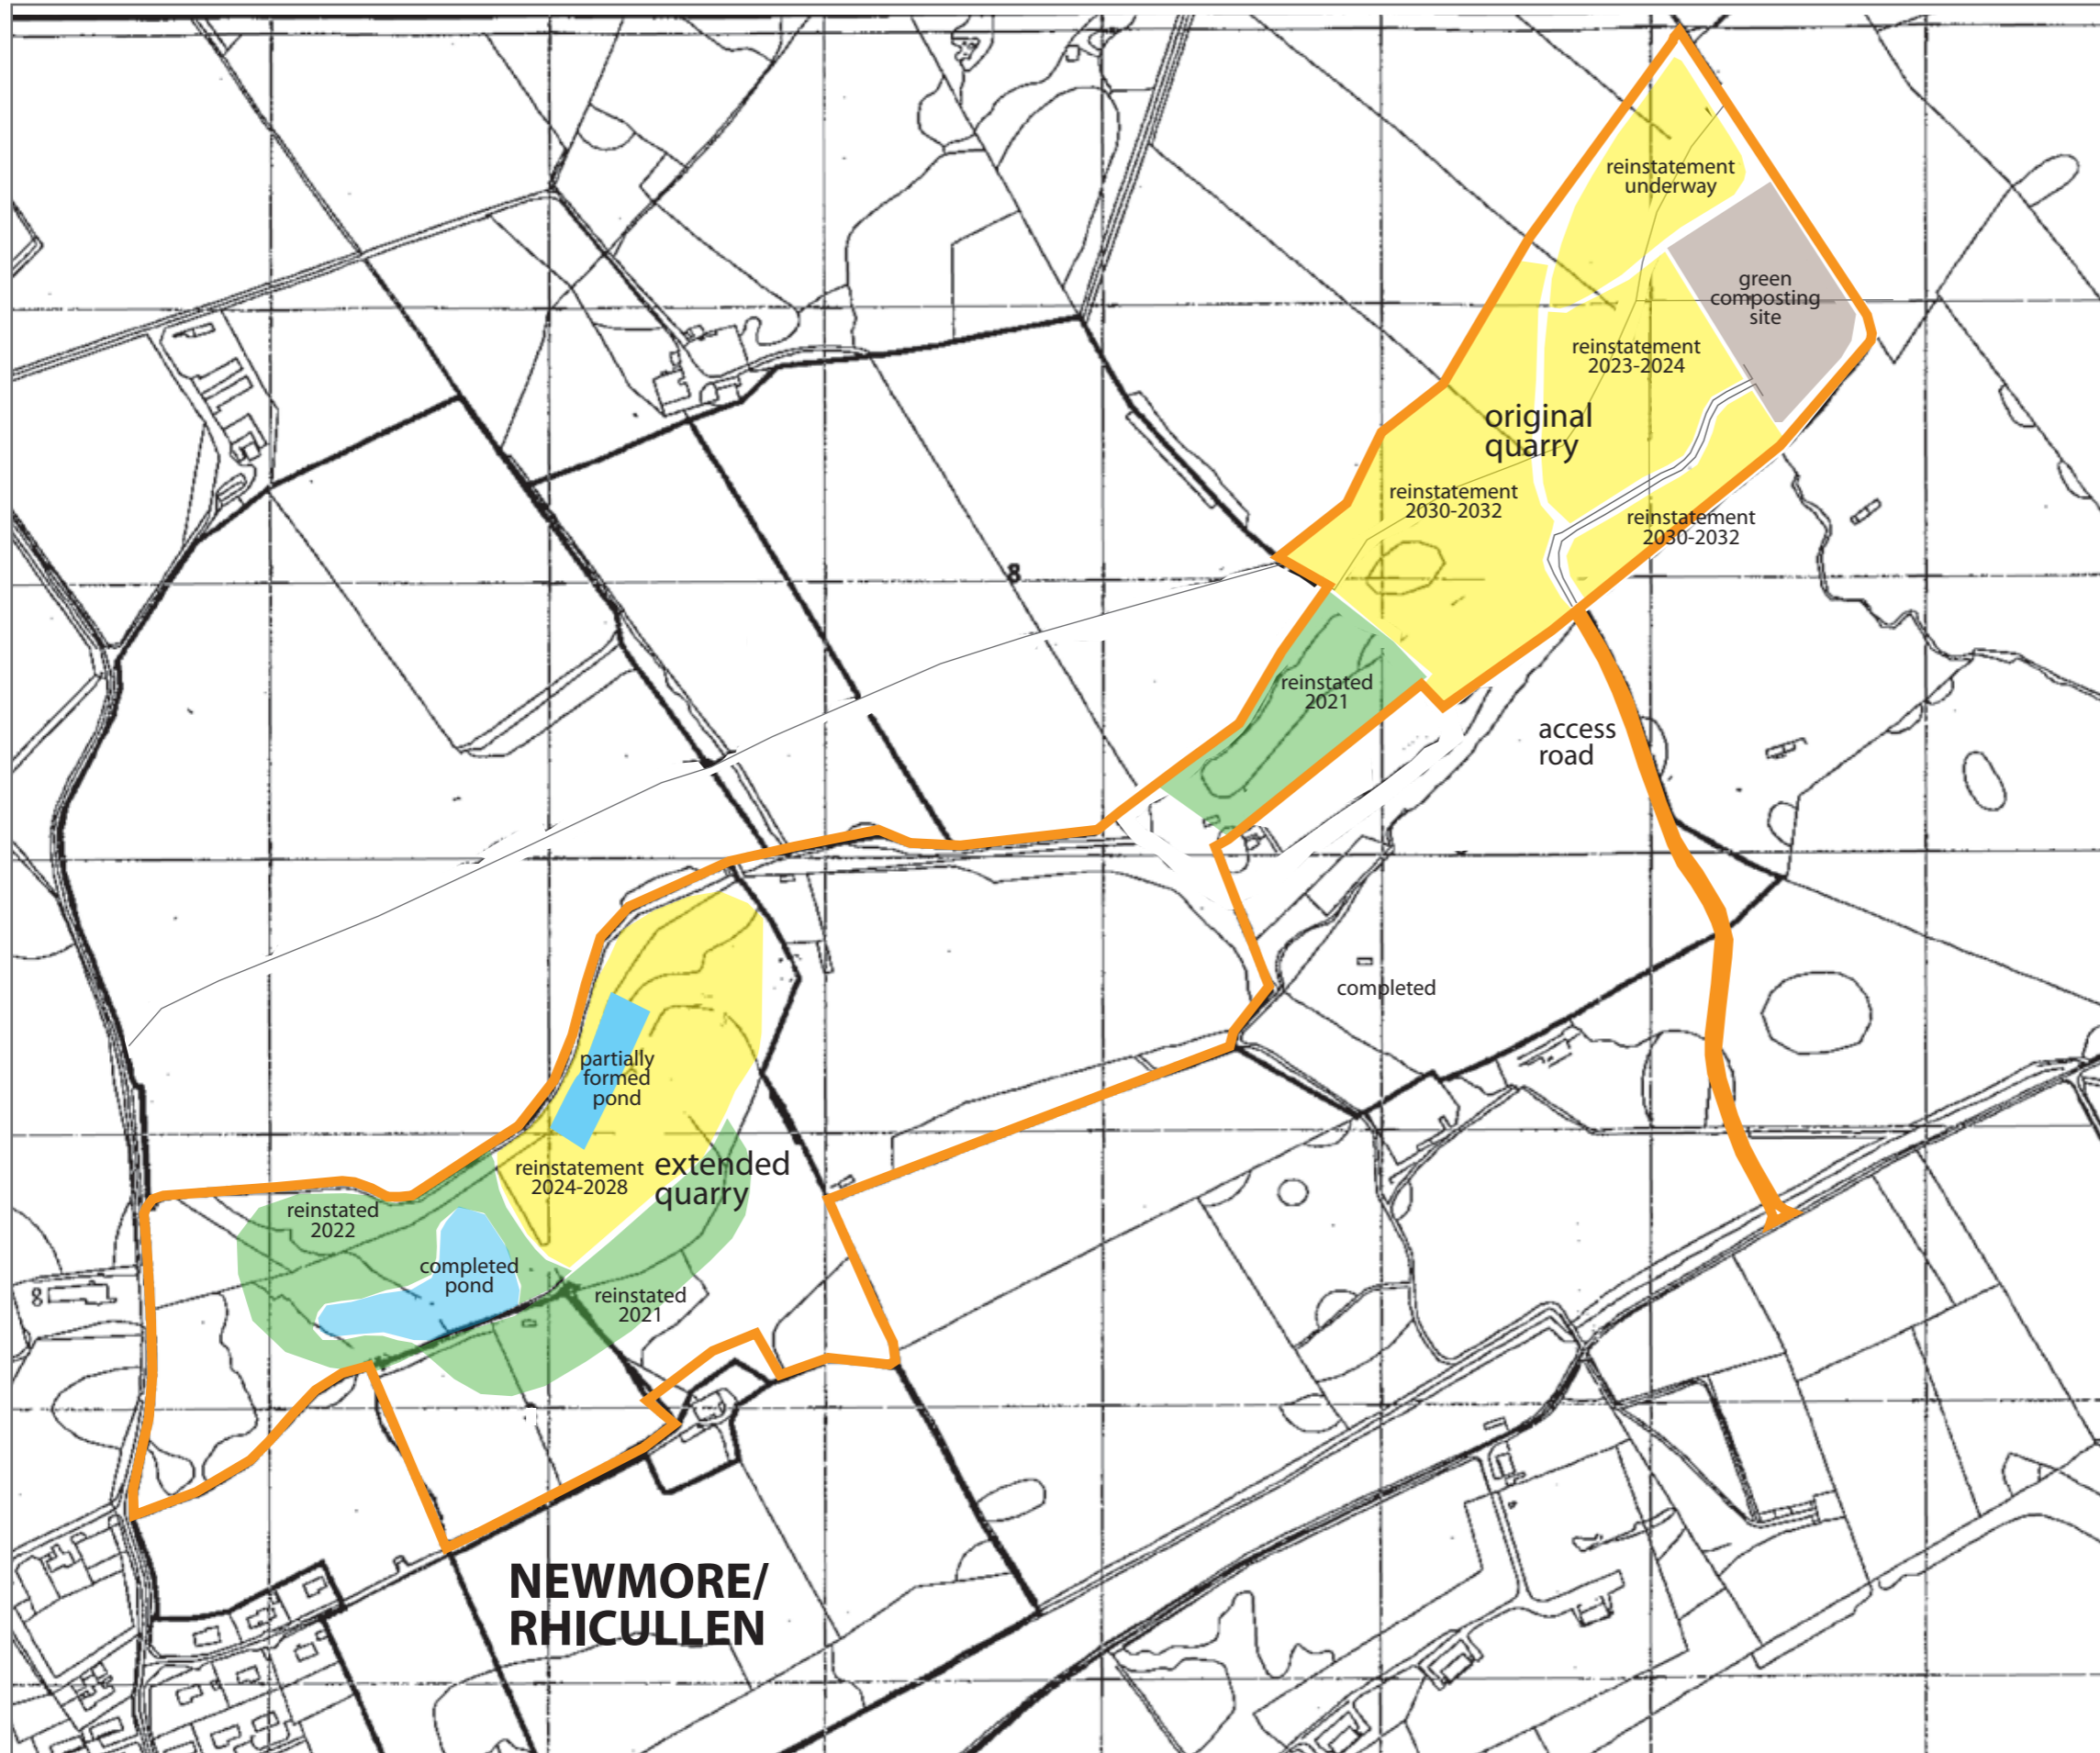 reinstatement
underway
green
composting
site
reinstatement
2023-2024
original
quarry
reinstatement
2030-2032
reinstatement
2030-2032
8
reinstated
2021
access
road
completed
partially
formed
pond
reinstatement
2024-2028
extended
quarry
reinstated
2022
completed
pond
reinstated
2021
8
NEWMORE/
RHICULLEN